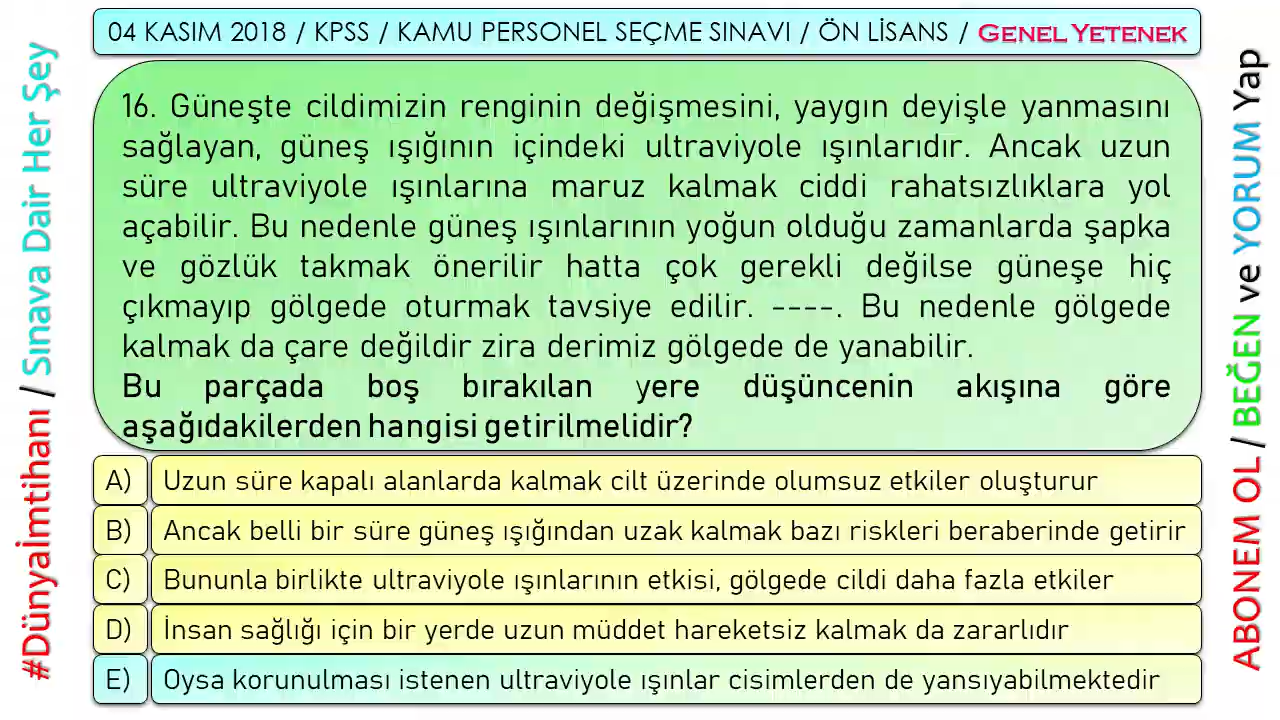 04 KASIM 2018 / KPSS / KAMU PERSONEL SEÇME SINAVI / ÖN LİSANS / GENEL YETENEK
#Dünyaİmtihanı / Sınava Dair Her Şey
16. Güneşte cildimizin renginin değişmesini, yaygın deyişle yanmasını
sağlayan, güneş ışığının içindeki ultraviyole ışınlarıdır. Ancak uzun
süre ultraviyole ışınlarına maruz kalmak ciddi rahatsızlıklara yol
açabilir. Bu nedenle güneş ışınlarının yoğun olduğu zamanlarda şapka
ve gözlük takmak önerilir hatta çok gerekli değilse güneşe hiç
çıkmayıp gölgede oturmak tavsiye edilir. ----. Bu nedenle gölgede
kalmak da çare değildir zira derimiz gölgede de yanabilir.
Bu parçada boş bırakılan yere düşüncenin akışına göre
aşağıdakilerden hangisi getirilmelidir?
A) Uzun süre kapalı alanlarda kalmak cilt üzerinde olumsuz etkiler oluşturur
B) Ancak belli bir süre güneş ışığından uzak kalmak bazı riskleri beraberinde getirir
C) Bununla birlikte ultraviyole ışınlarının etkisi, gölgede cildi daha fazla etkiler
D) İnsan sağlığı için bir yerde uzun müddet hareketsiz kalmak da zararlıdır
E) Oysa korunulması istenen ultraviyole ışınlar cisimlerden de yansıyabilmektedir
ABONEM OL / BEĞEN ve YORUM Yap